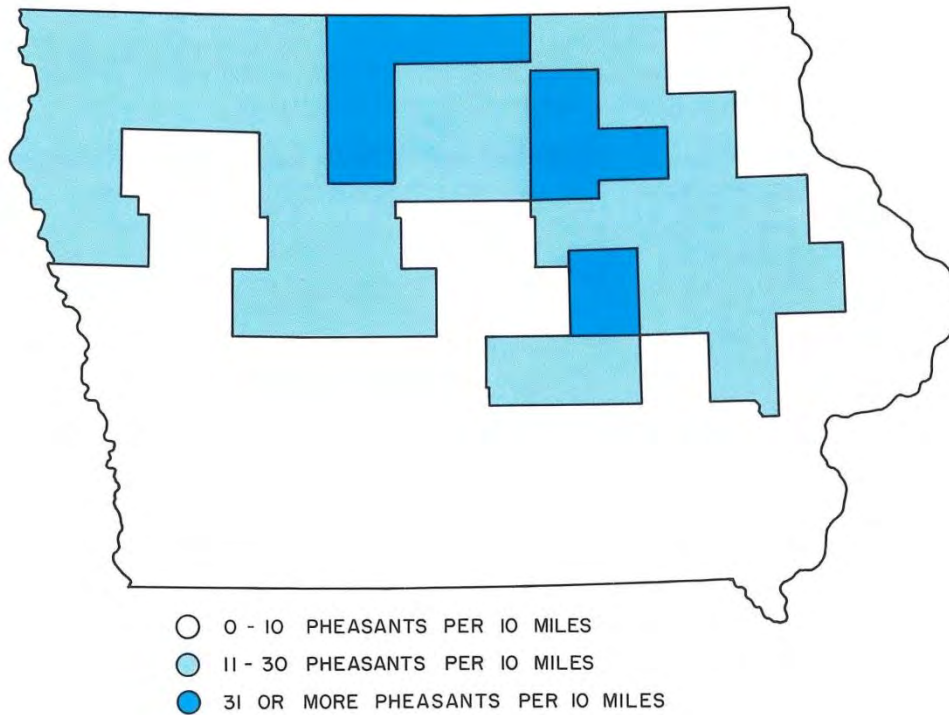 0 - 10 PHEASANTS PER 10 MILES
11 - 30 PHEASANTS PER 10 MILES
31 OR MORE PHEASANTS PER 10 MILES